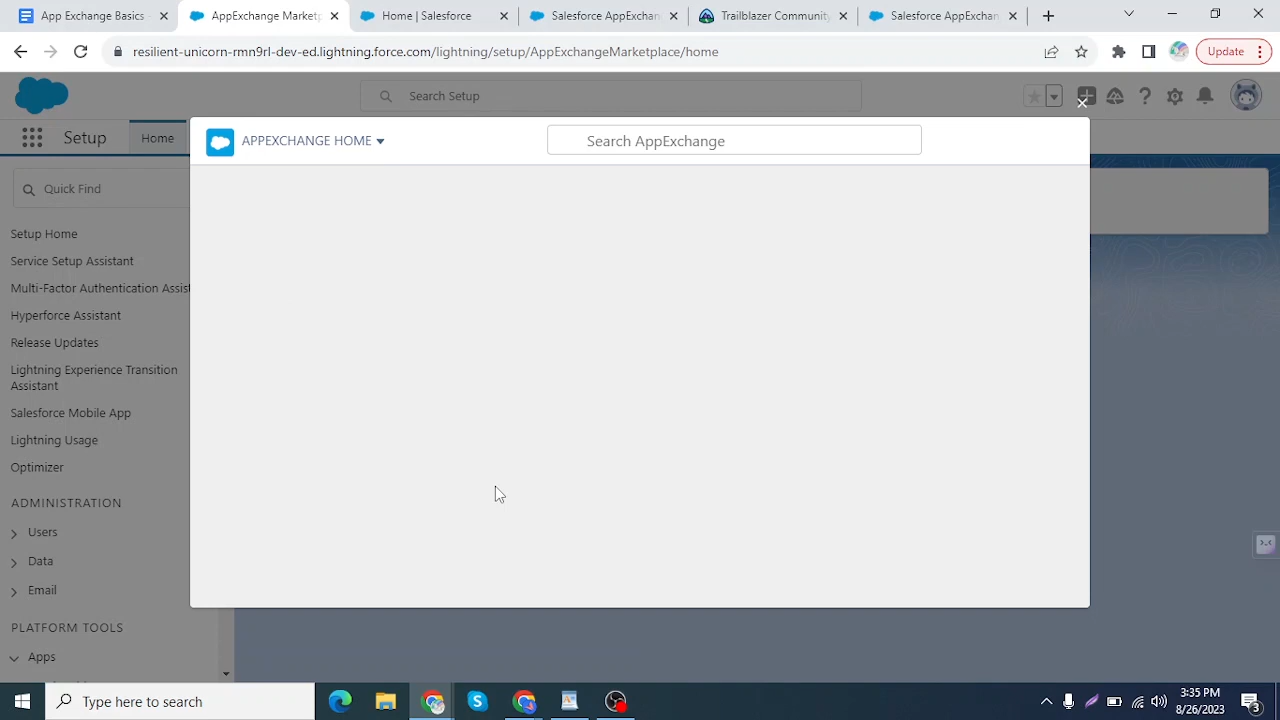 App Exchange Basics
AppExchange Marketp
Home | Salesforce
Salesforce AppExchan
Trailblazer Community
Salesforce AppExchan
resilient-unicorn-rmn9rl-dev-ed.lightning.force.com/lightning/setup/AppExchangeMarketplace/home
Update
Search Setup
Setup
Home
APPEXCHANGE HOME
Search AppExchange
Quick Find
Setup Home
Service Setup Assistant
Multi-Factor Authentication Assist
Hyperforce Assistant
Release Updates
Lightning Experience Transition
Assistant
Salesforce Mobile App
Lightning Usage
Optimizer
ADMINISTRATION
Users
Data
Email
PLATFORM TOOLS
Apps
Type here to search
3:35 PM
8/26/2023
3